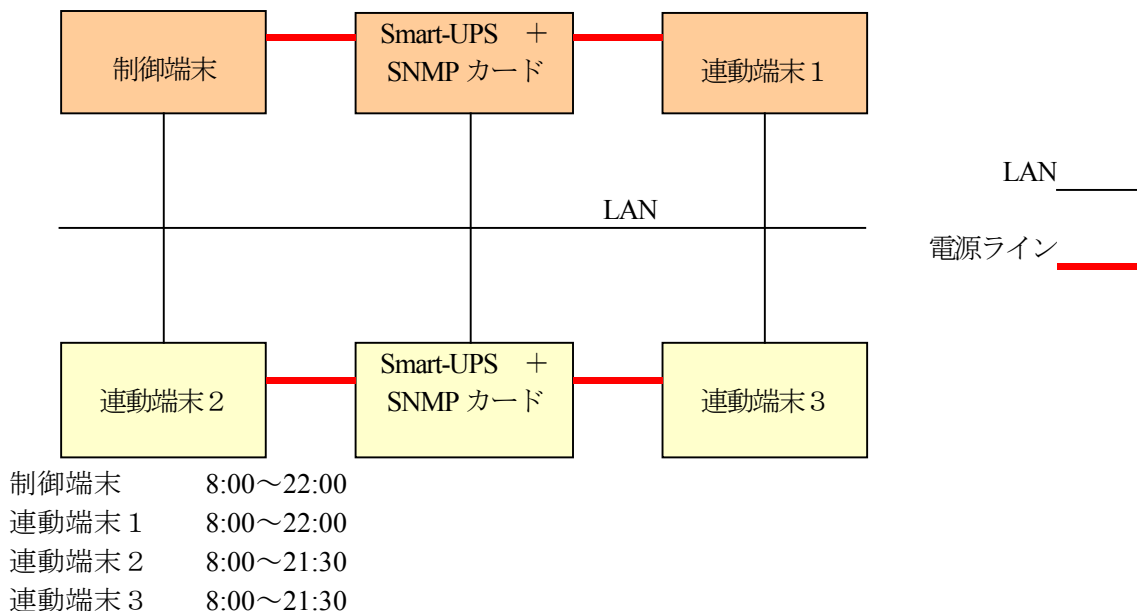 制御端末
Smart-UPS ＋
SNMP カード
連動端末１
LAN
LAN
電源ライン
連動端末２
Smart-UPS ＋
SNMP カード
連動端末３
制御端末 8:00～22:00
連動端末１ 8:00～22:00
連動端末２ 8:00～21:30
連動端末３ 8:00～21:30